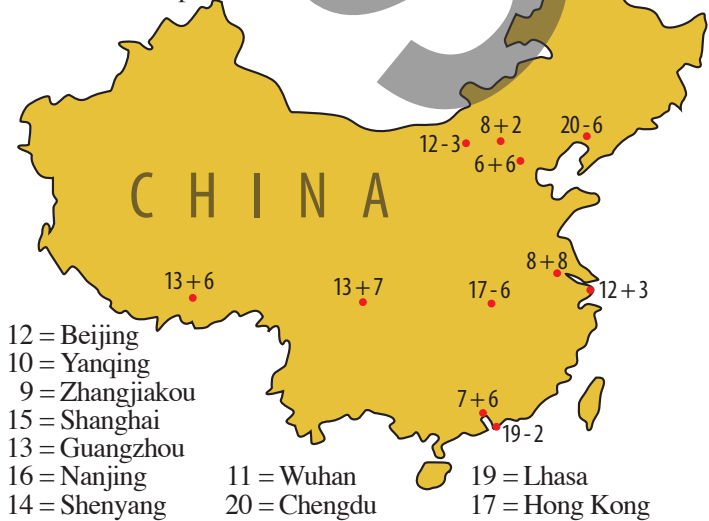 8+2
20-6
12-3
6+6
CHINA
8+8
13+6
13+7
17-6
12+3
12 = Beijing
10 = Yanqing
9 = Zhangjiakou
15 = Shanghai
7+6
13 = Guangzhou
19-2
16 = Nanjing 11 = Wuhan 19 = Lhasa
14 = Shenyang 20 = Chengdu 17 = Hong Kong